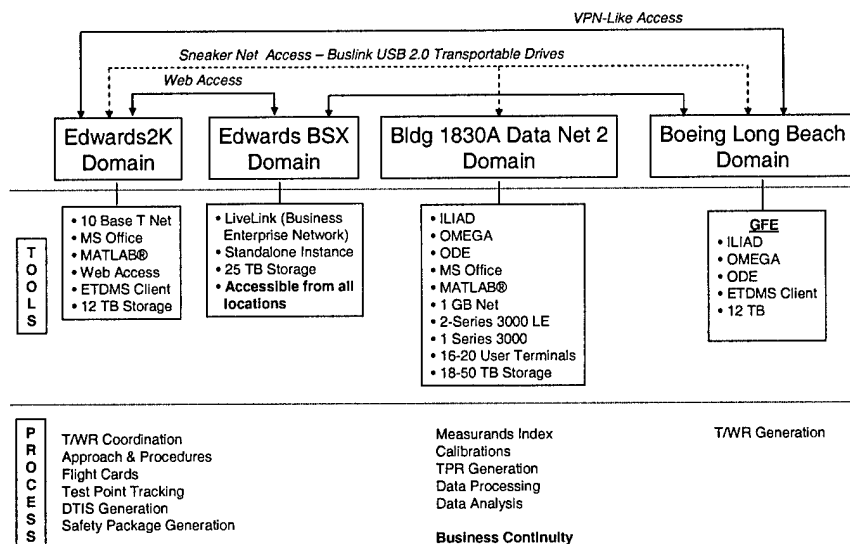 VPN-Like Access
Sneaker Net Access – Buslink USB 2.0 Transportable Drives
Web Access
Edwards2K
Domain
Edwards BSX
Domain
Bldg 1830A Data Net 2
Domain
Boeing Long Beach
Domain
TOOLS
• 10 Base T Net
• MS Office
• MATLAB®
• Web Access
• ETDMS Client
• 12 TB Storage
• LiveLink (Business
Enterprise Network)
• Standalone Instance
• 25 TB Storage
• Accessible from all
locations
• ILIAD
• OMEGA
• ODE
• MS Office
• MATLAB®
• 1 GB Net
• 2-Series 3000 LE
• 1 Series 3000
• 16-20 User Terminals
• 18-50 TB Storage
GFE
• ILIAD
• OMEGA
• ODE
• ETDMS Client
• 12 TB
PROCESS
T/WR Coordination
Approach & Procedures
Flight Cards
Test Point Tracking
DTIS Generation
Safety Package Generation
Measurands Index
Calibrations
TPR Generation
Data Processing
Data Analysis
Business Continuity
T/WR Generation